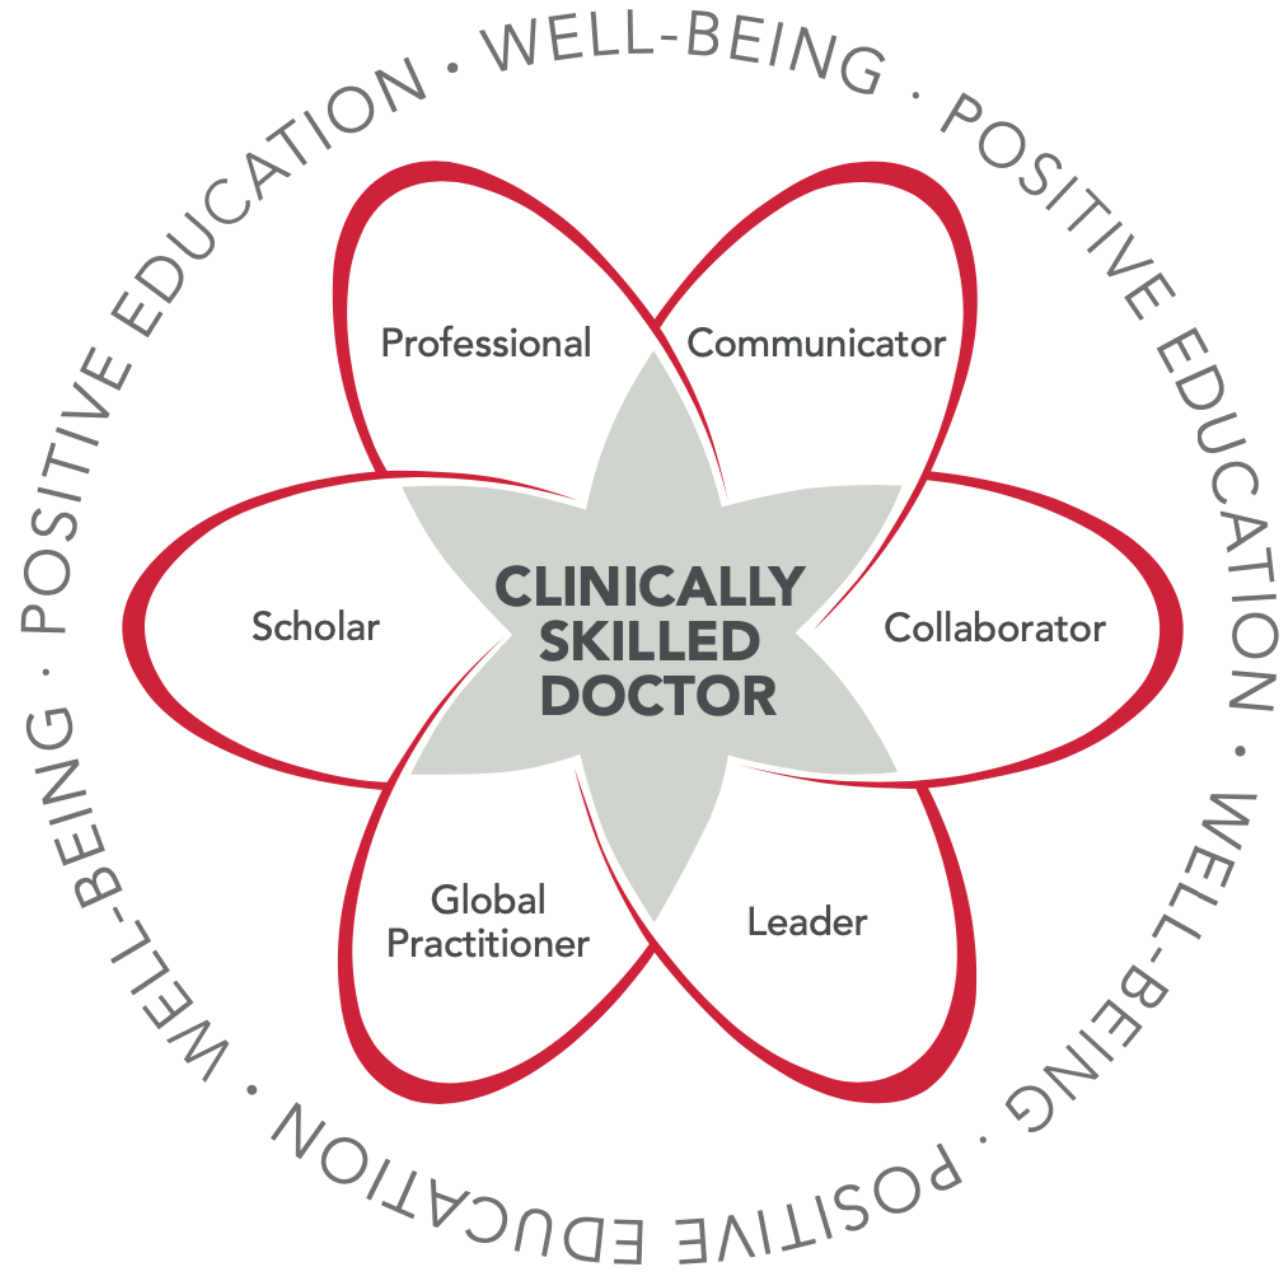 WELL-BEING · POSITIVE EDUCATION · WELL-BEING · POSITIVE EDUCATION · WELL-BEING · POSITIVE EDUCATION ·
Professional
Communicator
Scholar
CLINICALLY
SKILLED
DOCTOR
Collaborator
Global
Practitioner
Leader